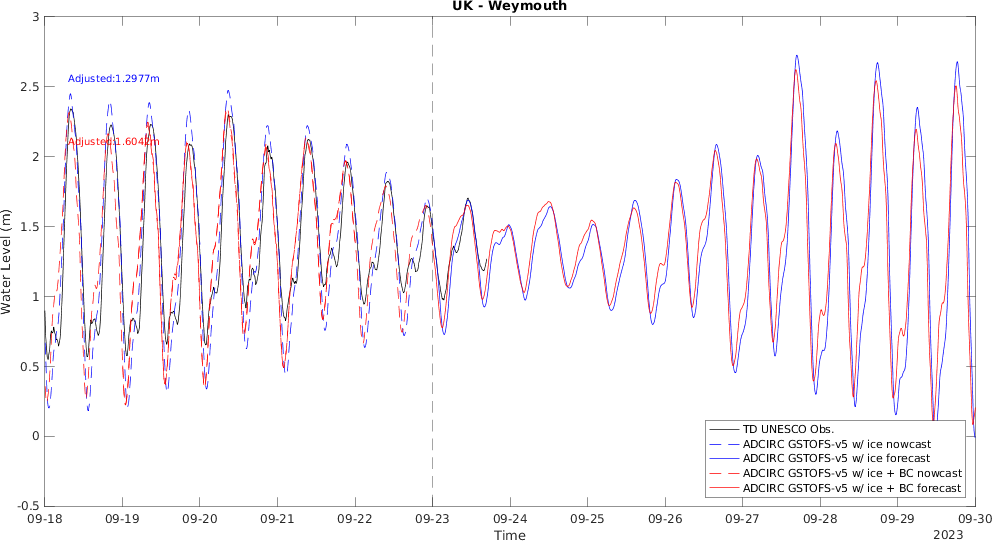 UK - Weymouth
3
2.5
2
1.5
1
0.5
0
-0.5
Water Level (m)
Adjusted:1.2977m
Adjusted:1.6042m
TD UNESCO Obs.
ADCIRC GSTOFS-v5 w/ ice nowcast
ADCIRC GSTOFS-v5 w/ ice forecast
ADCIRC GSTOFS-v5 w/ ice + BC nowcast
ADCIRC GSTOFS-v5 w/ ice + BC forecast
09-18 09-19 09-20 09-21 09-22 09-23 09-24 09-25 09-26 09-27 09-28 09-29 09-30
Time
2023